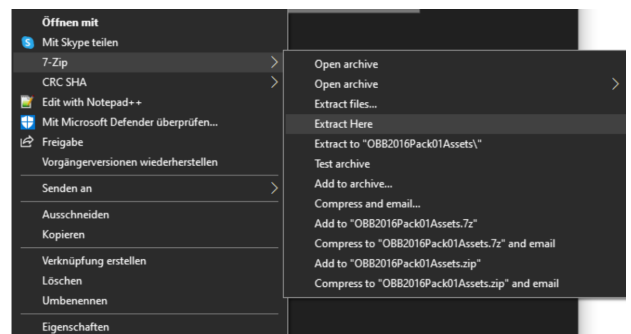 Öffnen mit
Mit Skype teilen
7-Zip
CRC SHA
Edit with Notepad++
Mit Microsoft Defender überprüfen...
Freigabe
Vorgängerversionen wiederherstellen
Senden an
Ausschneiden
Kopieren
Verknüpfung erstellen
Löschen
Umbenennen
Eigenschaften
Open archive
Open archive
Extract files...
Extract Here
Extract to "OBB2016Pack01Assets\"
Test archive
Add to archive...
Compress and email...
Add to "OBB2016Pack01Assets.7z"
Compress to "OBB2016Pack01Assets.7z" and email
Add to "OBB2016Pack01Assets.zip"
Compress to "OBB2016Pack01Assets.zip" and email